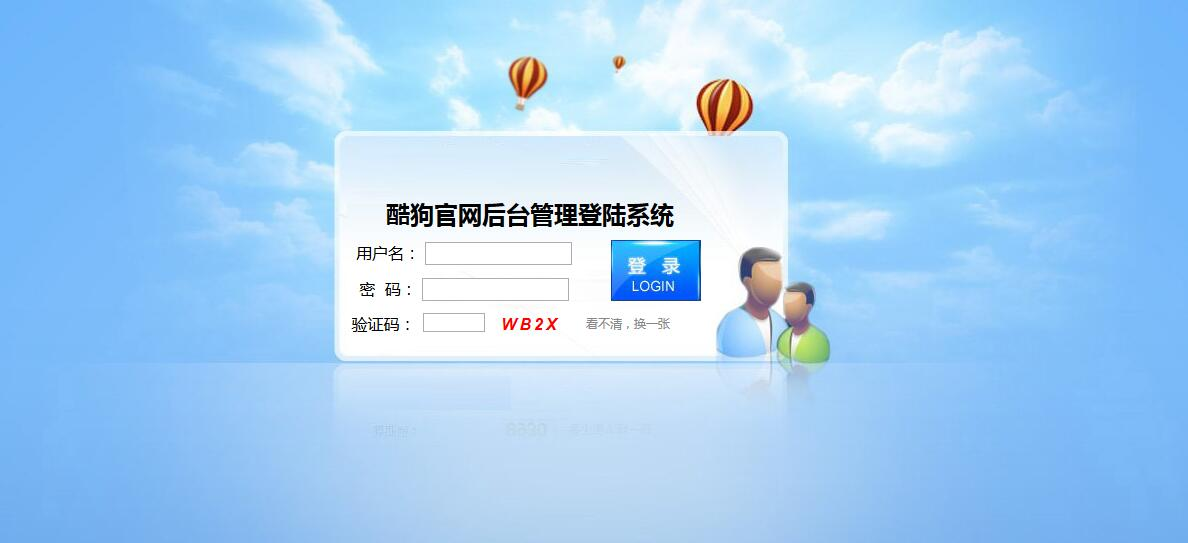 酷狗官网后台管理登陆系统
用户名：
登 录
LOGIN
密 码：
验证码： WB2X 看不清，换一张